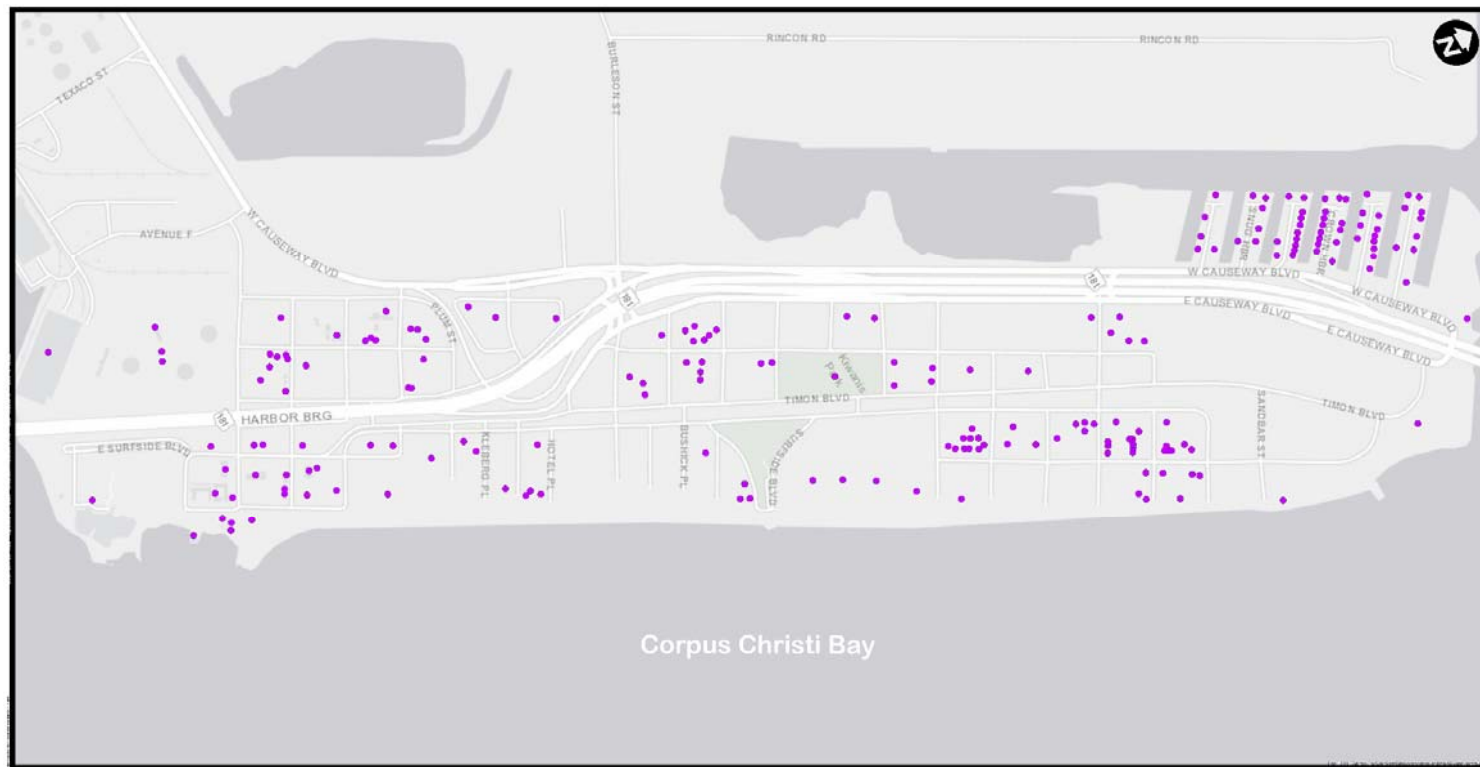 RINCON RD
RINCON RD
N
BURLESON ST
TEXACO ST
AVENUE F
W CAUSEWAY BLVD
181
181
W CAUSEWAY BLVD
W CAUSEWAY BLVD
E CAUSEWAY BLVD
E CAUSEWAY BLVD
PLUM ST
Kiwanis
Park
TIMON BLVD
TIMON BLVD
181
HARBOR BRG
E SURFSIDE BLVD
KLEBERG PL
HOTEL PL
BUSHICK PL
SURFSIDE BLVD
SANDBAR ST
Corpus Christi Bay